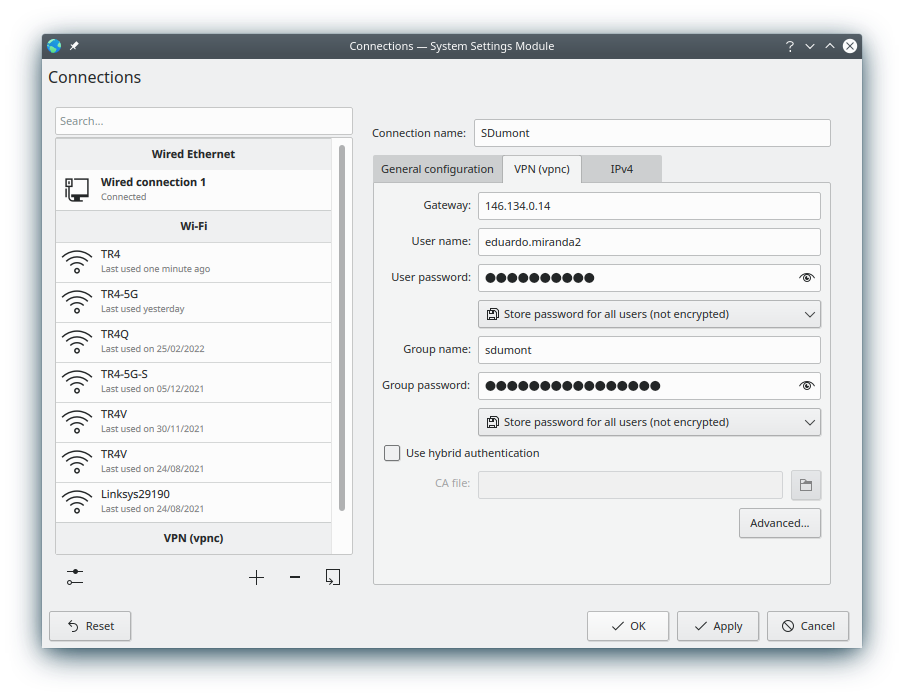 Connections — System Settings Module
Connections
Search...
Wired Ethernet
Wired connection 1
Connected
Wi-Fi
TR4
Last used one minute ago
TR4-5G
Last used yesterday
TR4Q
Last used on 25/02/2022
TR4-5G-S
Last used on 05/12/2021
TR4V
Last used on 30/11/2021
TR4V
Last used on 24/08/2021
Linksys29190
Last used on 24/08/2021
VPN (vpnc)
Connection name: SDumont
General configuration VPN (vpnc) IPv4
Gateway: 146.134.0.14
User name: eduardo.miranda2
User password: ●●●●●●●●●●
Store password for all users (not encrypted)
Group name: sdumont
Group password: ●●●●●●●●●●●●●●●●
Store password for all users (not encrypted)
Use hybrid authentication
CA file:
Advanced...
Reset OK Apply Cancel